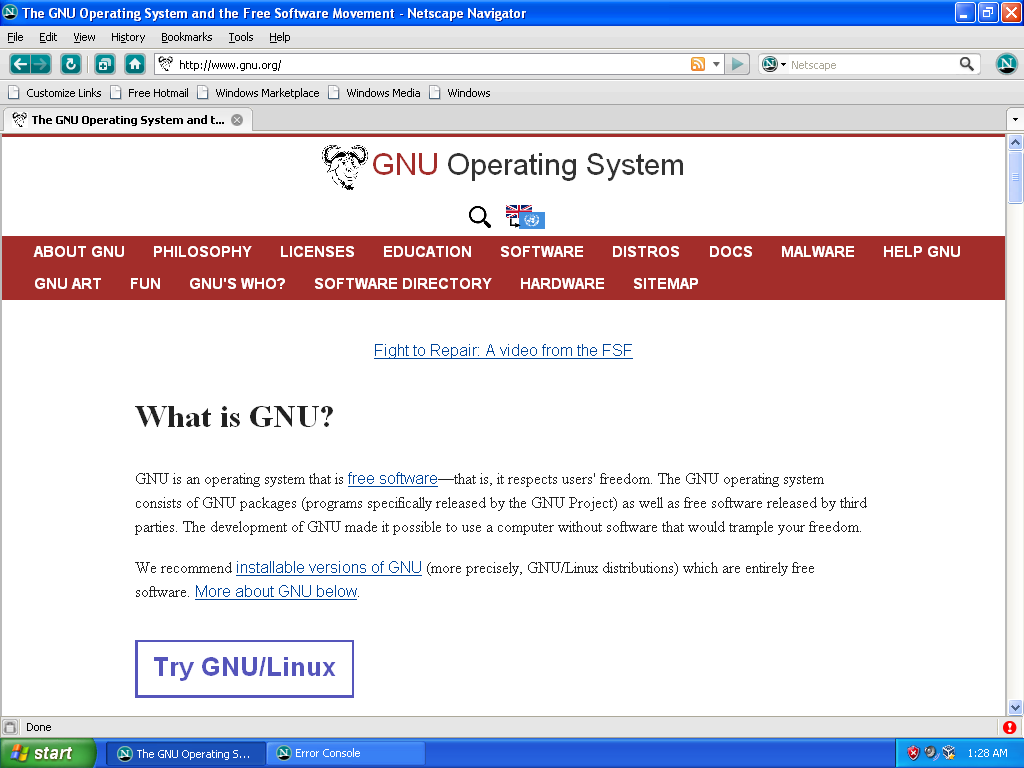 The GNU Operating System and the Free Software Movement - Netscape Navigator
File Edit View History Bookmarks Tools Help
http://www.gnu.org/ Netscape
Customize Links Free Hotmail Windows Marketplace Windows Media Windows
The GNU Operating System and t...
GNU Operating System
ABOUT GNU PHILOSOPHY LICENSES EDUCATION SOFTWARE DISTROS DOCS MALWARE HELP GNU
GNU ART FUN GNU'S WHO? SOFTWARE DIRECTORY HARDWARE SITEMAP
Fight to Repair: A video from the FSF
What is GNU?
GNU is an operating system that is free software—that is, it respects users' freedom. The GNU operating system
consists of GNU packages (programs specifically released by the GNU Project) as well as free software released by third
parties. The development of GNU made it possible to use a computer without software that would trample your freedom.
We recommend installable versions of GNU (more precisely, GNU/Linux distributions) which are entirely free
software. More about GNU below.
Try GNU/Linux
Done
start The GNU Operating S... Error Console 1:28 AM